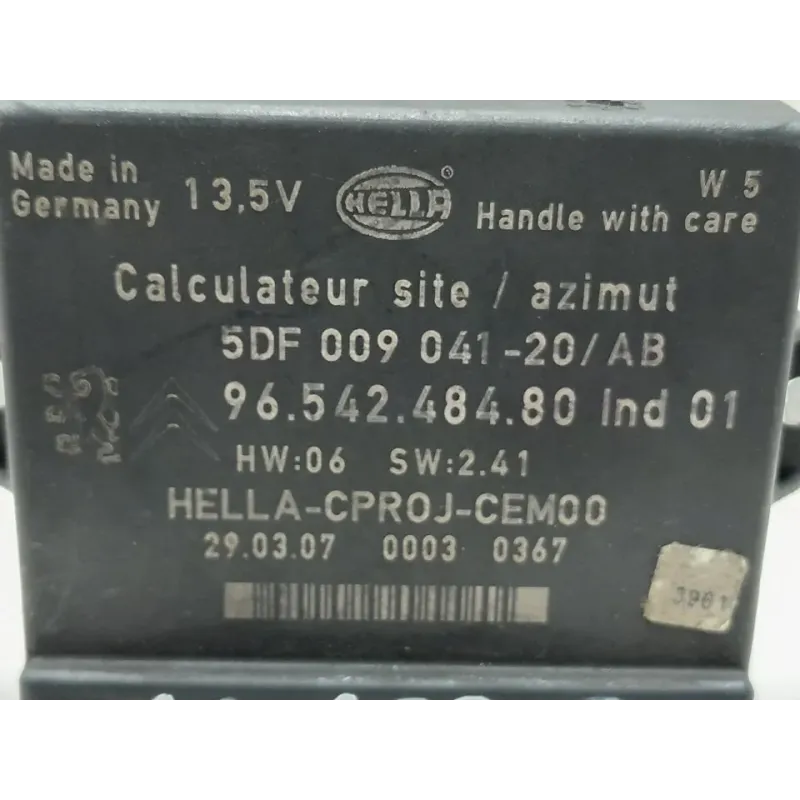 Made in
Germany
13,5V
HELLA
®
W 5
Handle with care
Calculateur site / azimut
5DF 009 041-20/AB
96.542.484.80 Ind 01
HW:06 SW:2.41
HELLA-CPROJ-CEM00
29.03.07 0003 0367
3961